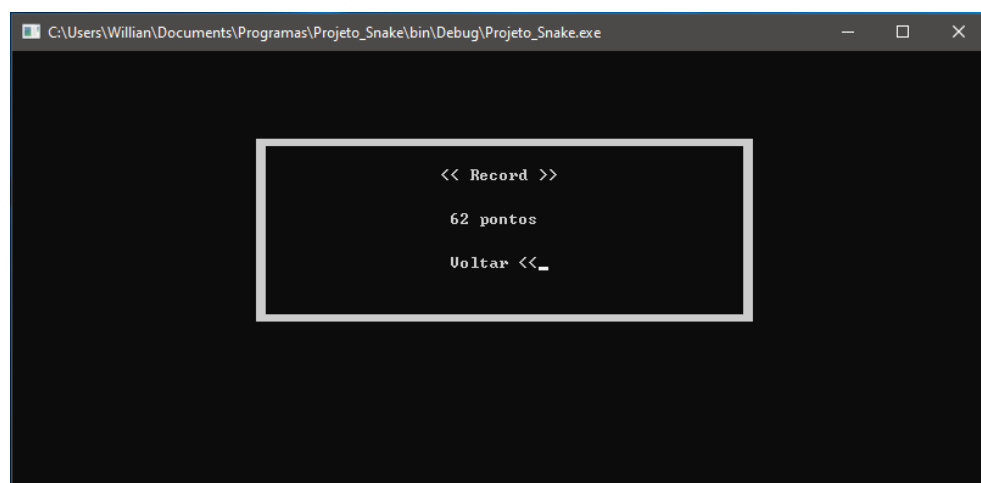 C:\Users\Willian\Documents\Programas\Projeto_Snake\bin\Debug\Projeto_Snake.exe
<< Record >>
62 pontos
Voltar <<_